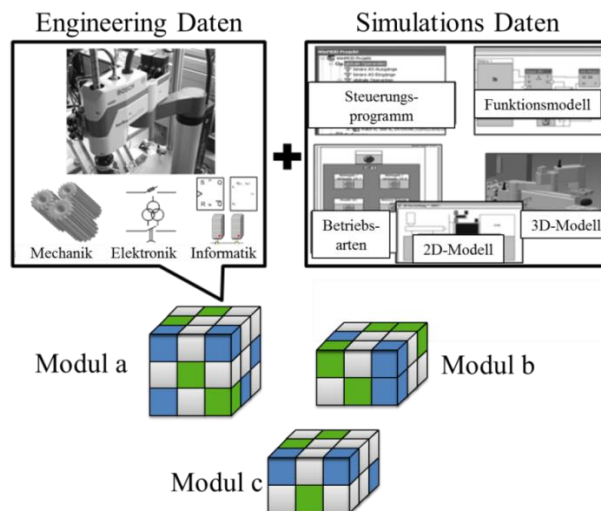 Engineering Daten
Simulations Daten
BOSCH
Mechanik
Elektronik
Informatik
Steuerungs-
programm
Funktionsmodell
Betriebs-
arten
2D-Modell
3D-Modell
Modul a
Modul b
Modul c